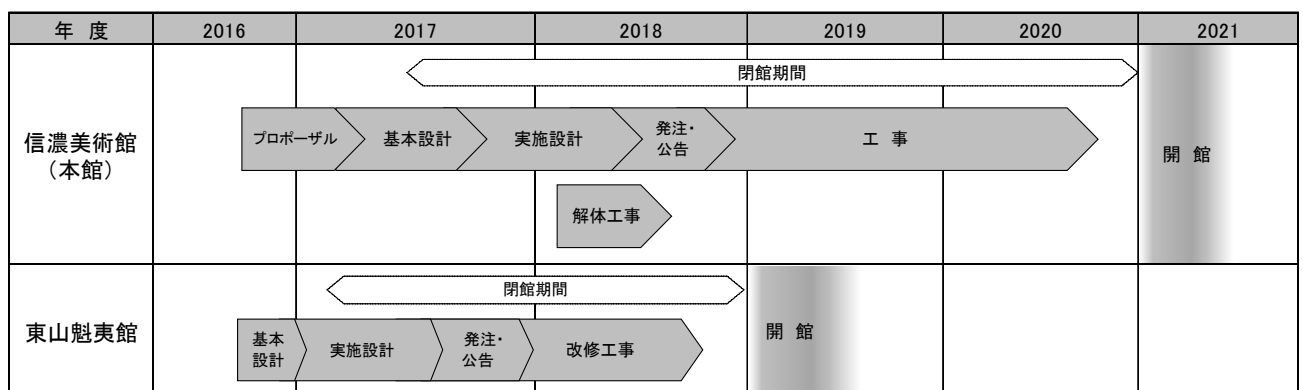 年 度 2016 2017 2018 2019 2020 2021
信濃美術館
（本館）
閉館期間
プロポーザル 基本設計 実施設計 発注・
公告 工 事
解体工事
開 館
東山魁夷館
閉館期間
基本
設計 実施設計 発注・
公告 改修工事
開 館